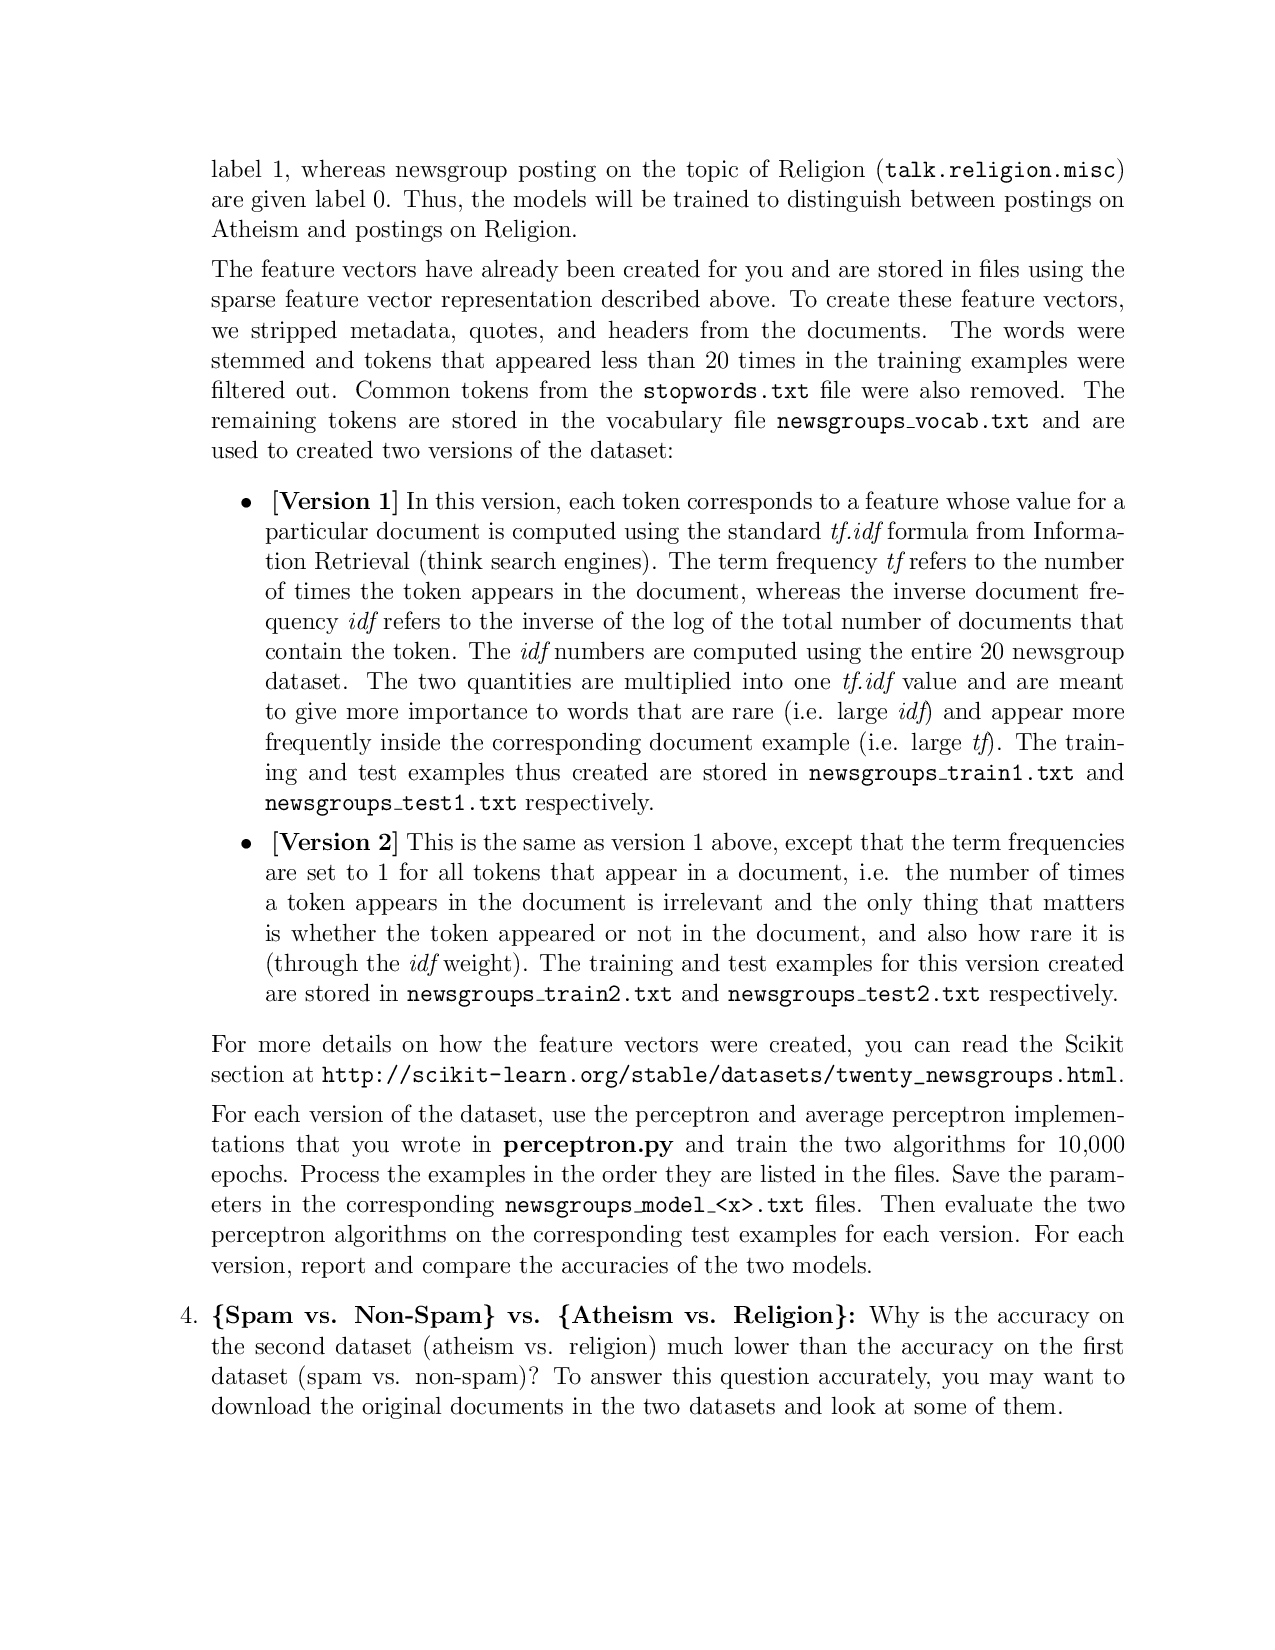 label 1, whereas newsgroup posting on the topic of Religion (talk.religion.misc)
are given label 0. Thus, the models will be trained to distinguish between postings on
Atheism and postings on Religion.
The feature vectors have already been created for you and are stored in files using the
sparse feature vector representation described above. To create these feature vectors,
we stripped metadata, quotes, and headers from the documents. The words were
stemmed and tokens that appeared less than 20 times in the training examples were
filtered out. Common tokens from the stopwords.txt file were also removed. The
remaining tokens are stored in the vocabulary file newsgroups_vocab.txt and are
used to created two versions of the dataset:
• [Version 1] In this version, each token corresponds to a feature whose value for a
particular document is computed using the standard tf.idf formula from Informa-
tion Retrieval (think search engines). The term frequency tf refers to the number
of times the token appears in the document, whereas the inverse document fre-
quency idf refers to the inverse of the log of the total number of documents that
contain the token. The idf numbers are computed using the entire 20 newsgroup
dataset. The two quantities are multiplied into one tf.idf value and are meant
to give more importance to words that are rare (i.e. large idf) and appear more
frequently inside the corresponding document example (i.e. large tf). The train-
ing and test examples thus created are stored in newsgroups_train1.txt and
newsgroups_test1.txt respectively.
• [Version 2] This is the same as version 1 above, except that the term frequencies
are set to 1 for all tokens that appear in a document, i.e. the number of times
a token appears in the document is irrelevant and the only thing that matters
is whether the token appeared or not in the document, and also how rare it is
(through the idf weight). The training and test examples for this version created
are stored in newsgroups_train2.txt and newsgroups_test2.txt respectively.
For more details on how the feature vectors were created, you can read the Scikit
section at http://scikit-learn.org/stable/datasets/twenty_newsgroups.html.
For each version of the dataset, use the perceptron and average perceptron implemen-
tations that you wrote in perceptron.py and train the two algorithms for 10,000
epochs. Process the examples in the order they are listed in the files. Save the param-
eters in the corresponding newsgroups_model_<x>.txt files. Then evaluate the two
perceptron algorithms on the corresponding test examples for each version. For each
version, report and compare the accuracies of the two models.
4. {Spam vs. Non-Spam} vs. {Atheism vs. Religion}: Why is the accuracy on
the second dataset (atheism vs. religion) much lower than the accuracy on the first
dataset (spam vs. non-spam)? To answer this question accurately, you may want to
download the original documents in the two datasets and look at some of them.